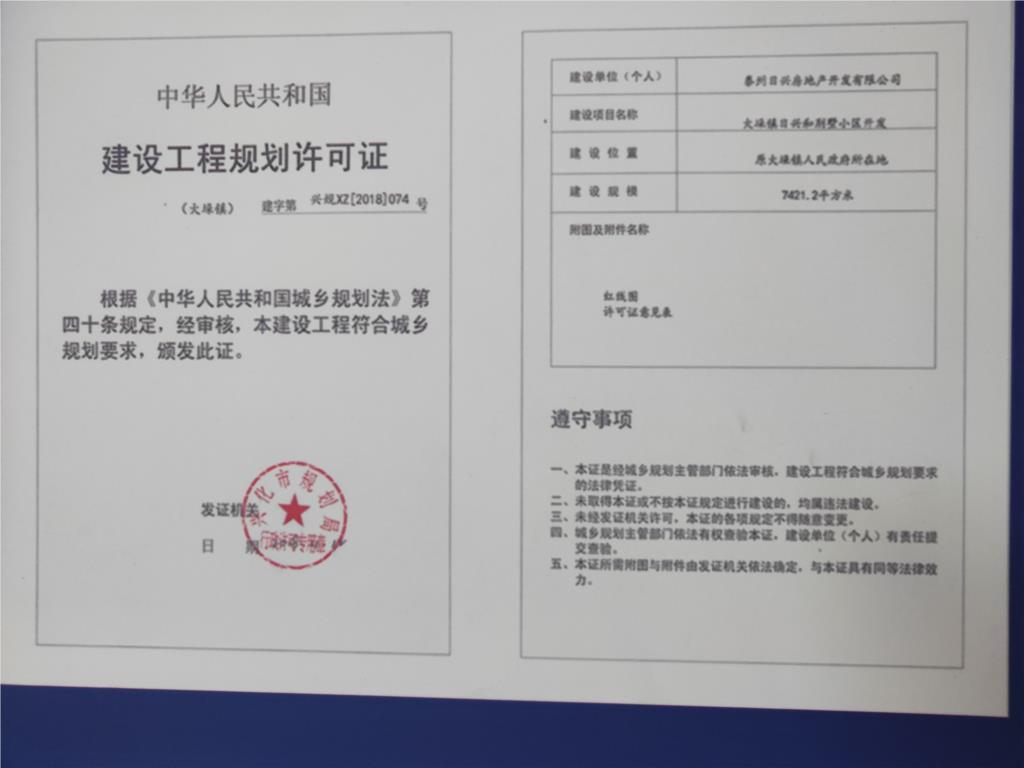 中华人民共和国
建设工程规划许可证
（大垛镇） 建字第 兴规XZ[2018]074 号
根据《中华人民共和国城乡规划法》第
四十条规定，经审核，本建设工程符合城乡
规划要求，颁发此证。
发证机关
日 期
兴化市规划局
建设单位（个人） 泰州日兴房地产开发有限公司
建设项目名称 大垛镇日兴和别墅小区开发
建设位置 原大垛镇人民政府所在地
建设规模 7421.2平方米
附图及附件名称
红线图
许可证意见表
遵守事项
一、本证是经城乡规划主管部门依法审核，建设工程符合城乡规划要求
的法律凭证。
二、未取得本证或不按本证规定进行建设的，均属违法建设。
三、未经发证机关许可，本证的各项规定不得随意变更。
四、城乡规划主管部门依法有权查验本证，建设单位（个人）有责任提
交查验。
五、本证所需附图与附件由发证机关依法确定，与本证具有同等法律效
力。